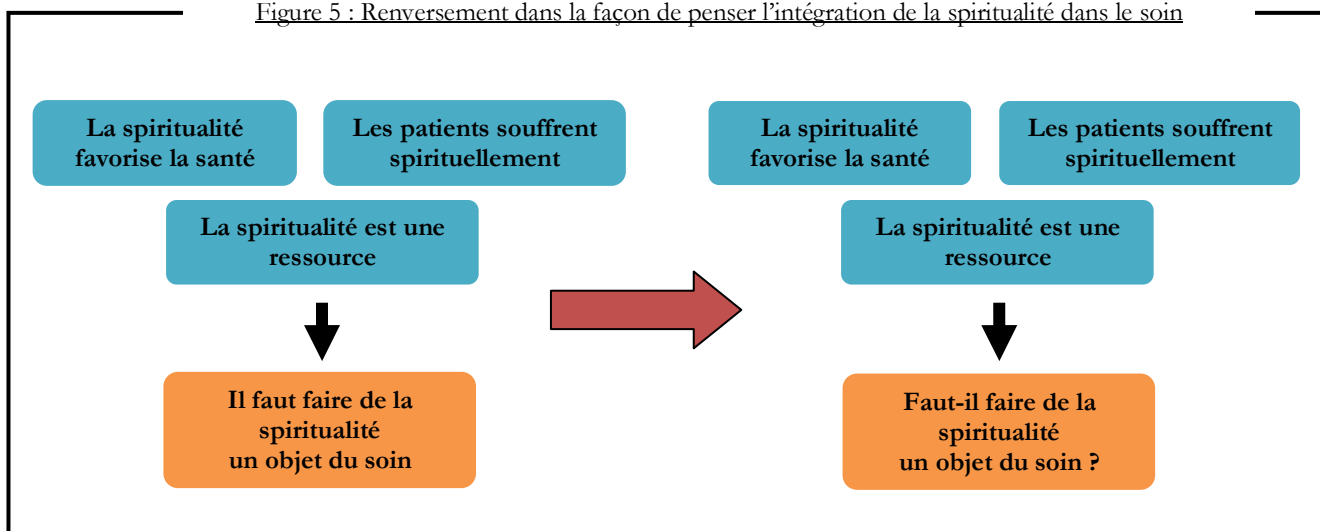 Figure 5 : Renversement dans la façon de penser l’intégration de la spiritualité dans le soin
La spiritualité
favorise la santé
Les patients souffrent
spirituellement
La spiritualité est une
ressource
Il faut faire de la
spiritualité
un objet du soin
La spiritualité
favorise la santé
Les patients souffrent
spirituellement
La spiritualité est une
ressource
Faut-il faire de la
spiritualité
un objet du soin ?